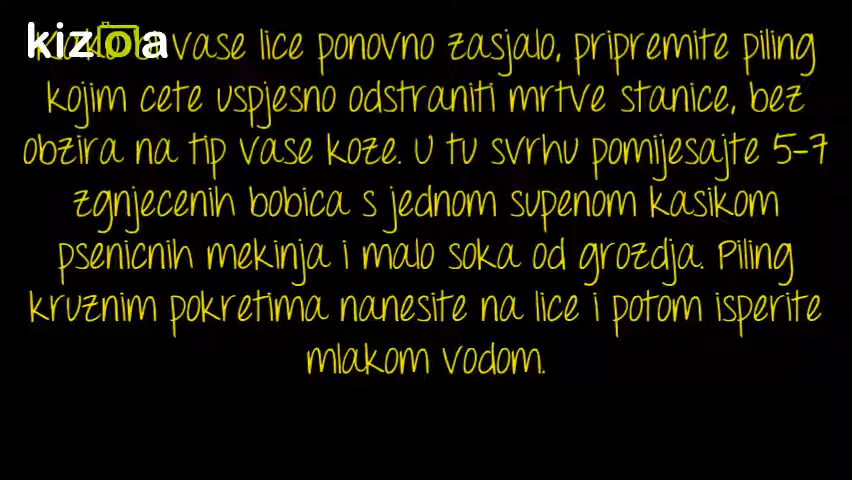 kizoa
vase lice ponovno zasjalo, pripremite piling
kojim cete uspjesno odstraniti mrtve stanice, bez
obzira na tip vase koze. U tu svrhu pomijesajte 5-7
zgnjecenih bobica s jednom supenom kasikom
psenicnih mekinja i malo soka od grozdja. Piling
kruznim pokretima nanesite na lice i potom isperite
mlakom vodom.